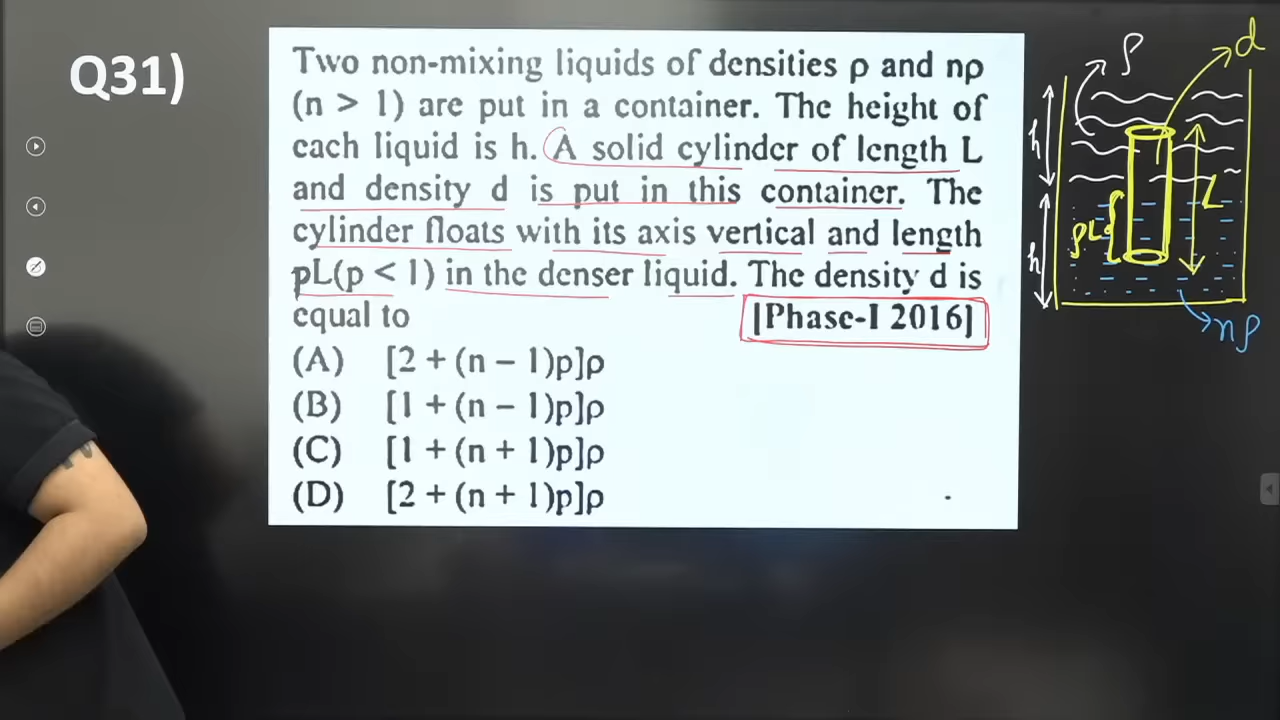 Q31)
Two non-mixing liquids of densities ρ and nρ
(n > 1) are put in a container. The height of
each liquid is h. A solid cylinder of length L
and density d is put in this container. The
cylinder floats with its axis vertical and length
pL(p < 1) in the denser liquid. The density d is
equal to [Phase-I 2016]
(A) [2 + (n − 1)p]ρ
(B) [1 + (n − 1)p]ρ
(C) [1 + (n + 1)p]ρ
(D) [2 + (n + 1)p]ρ
ρ
d
h
L
pL
h
nρ